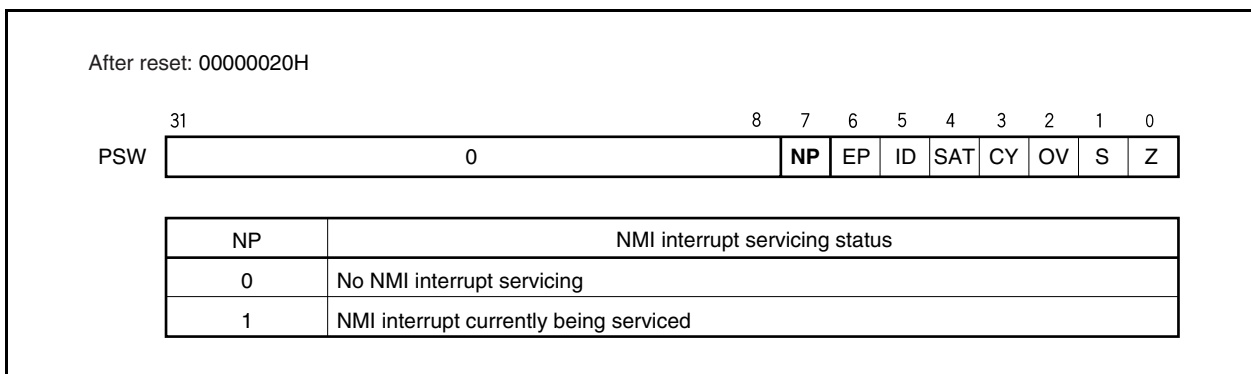 After reset: 00000020H
31 8 7 6 5 4 3 2 1 0
PSW 0 NP EP ID SAT CY OV S Z
NP NMI interrupt servicing status
0 No NMI interrupt servicing
1 NMI interrupt currently being serviced